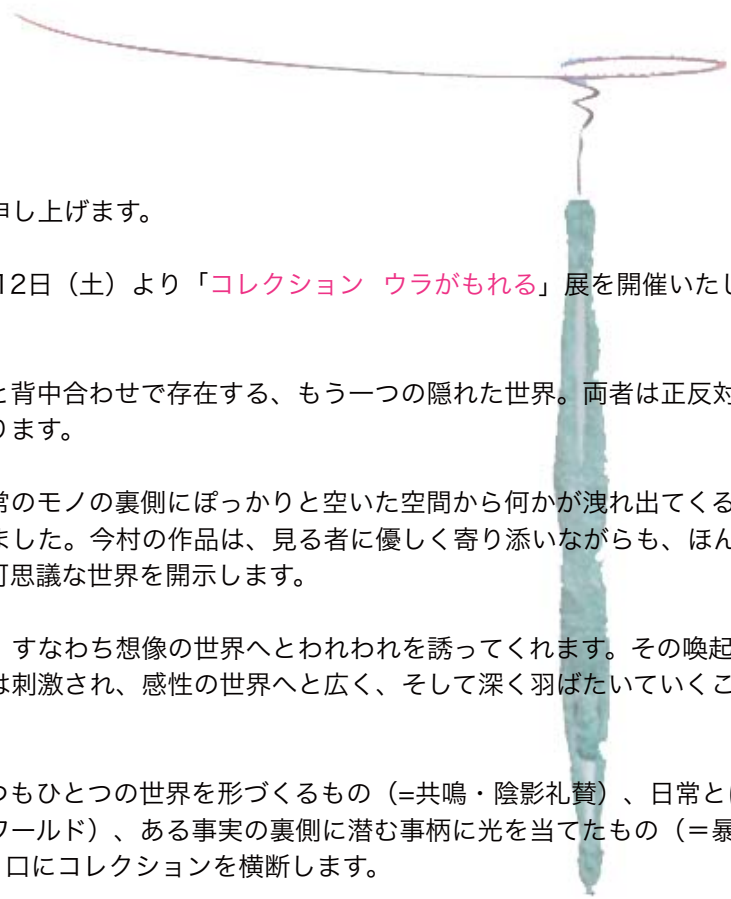 申し上げます。
12日（土）より「コレクション ウラがもれる」展を開催いたし
と背中合わせで存在する、もう一つの隠れた世界。両者は正反対
ります。
常のモノの裏側にぽっかりと空いた空間から何かが洩れ出てくる
ました。今村の作品は、見る者に優しく寄り添いながらも、ほん
可思議な世界を開示します。
、すなわち想像の世界へとわれわれを誘ってくれます。その喚起
は刺激され、感性の世界へと広く、そして深く羽ばたいていくこ
つもひとつの世界を形づくるもの（=共鳴・陰影礼賛）、日常と
ワールド）、ある事実の裏側に潜む事柄に光を当てたもの（＝暴
口にコレクションを横断します。